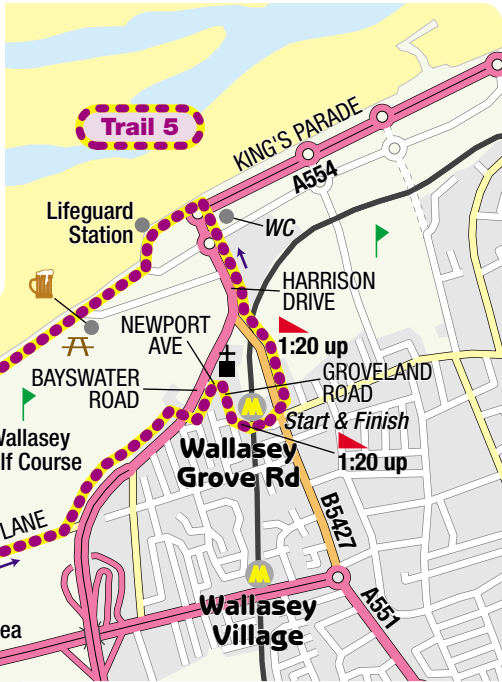 Trail 5
KING'S PARADE
A554
Lifeguard
Station
WC
HARRISON
DRIVE
NEWPORT
AVE
1:20 up
BAYSWATER
ROAD
GROVELAND
ROAD
Start & Finish
Wallasey
Grove Rd
1:20 up
Wallasey
lf Course
LANE
B5427
Wallasey
Village
A551
ea